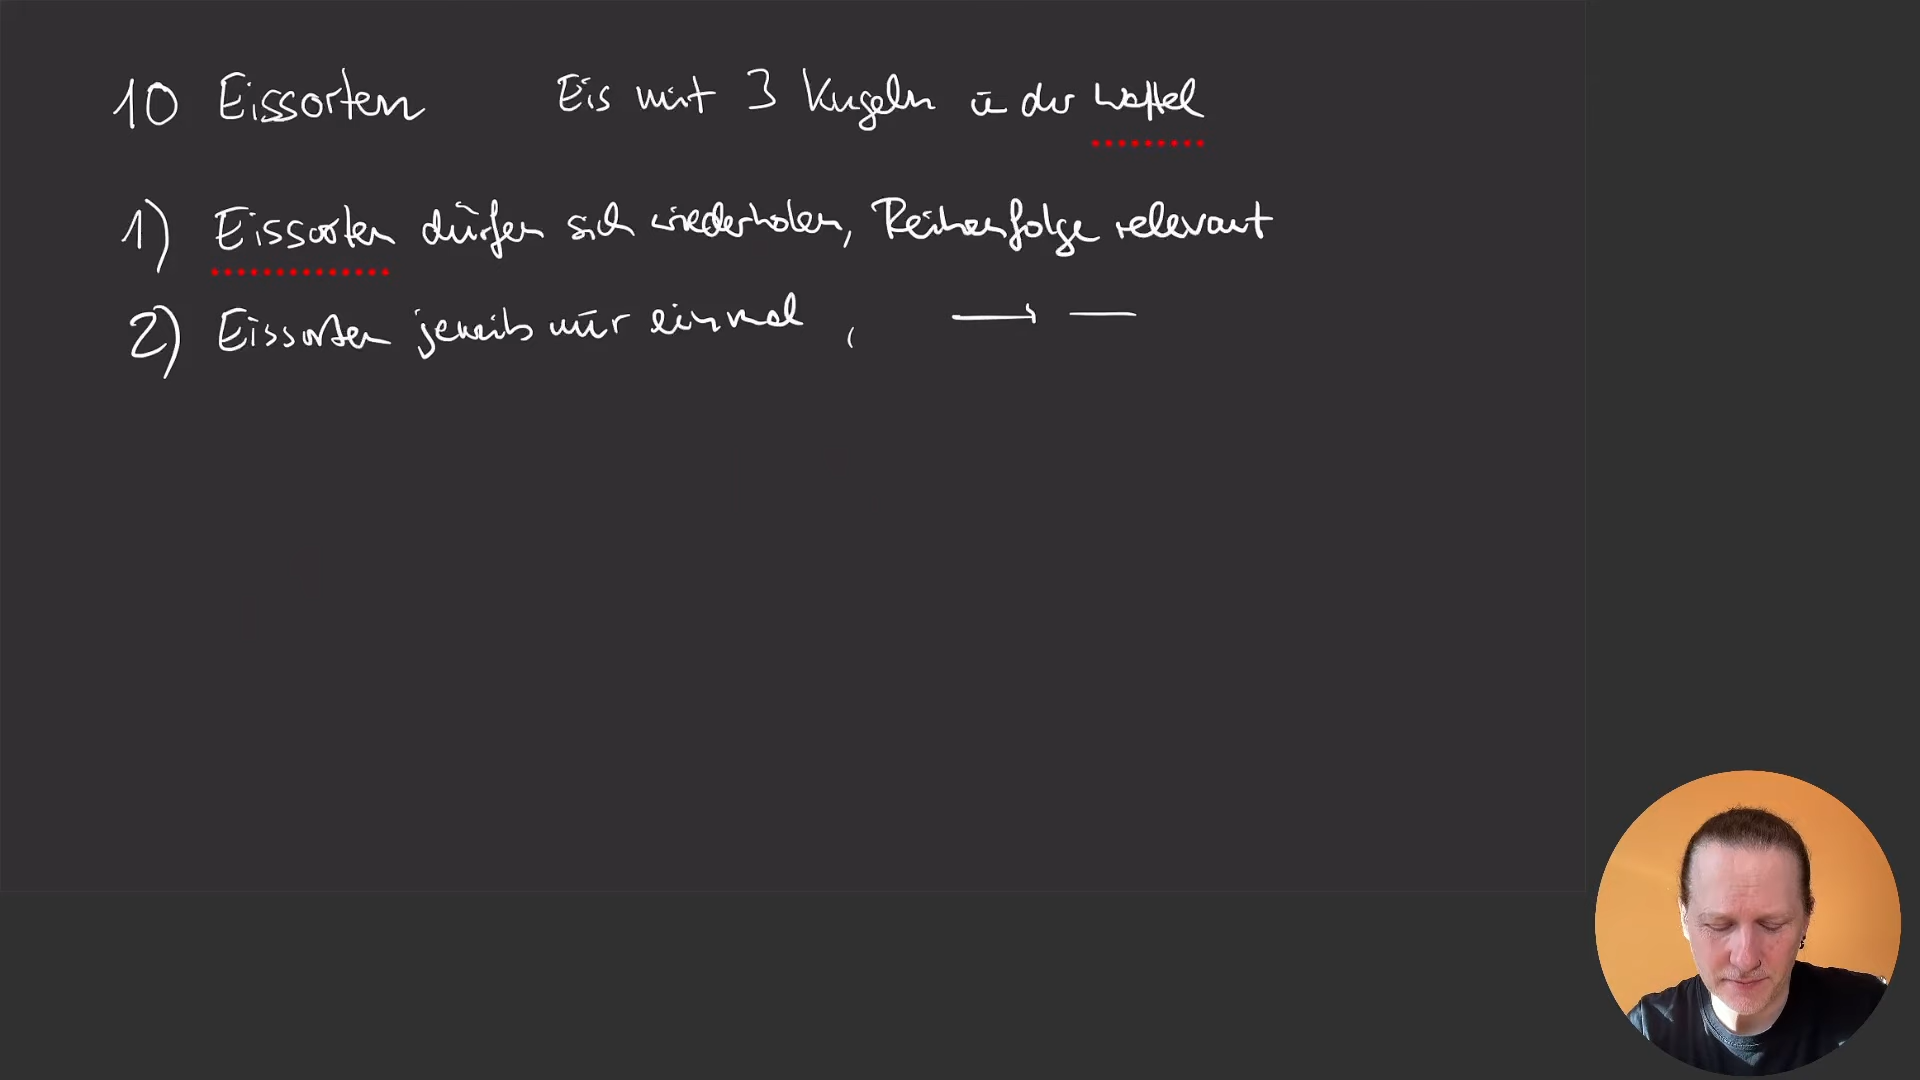 10 Eissorten Eis mit 3 Kugeln in der Waffel
1) Eissorten dürfen sich wiederholen, Reihenfolge relevant
2) Eissorten jeweils nur einmal,